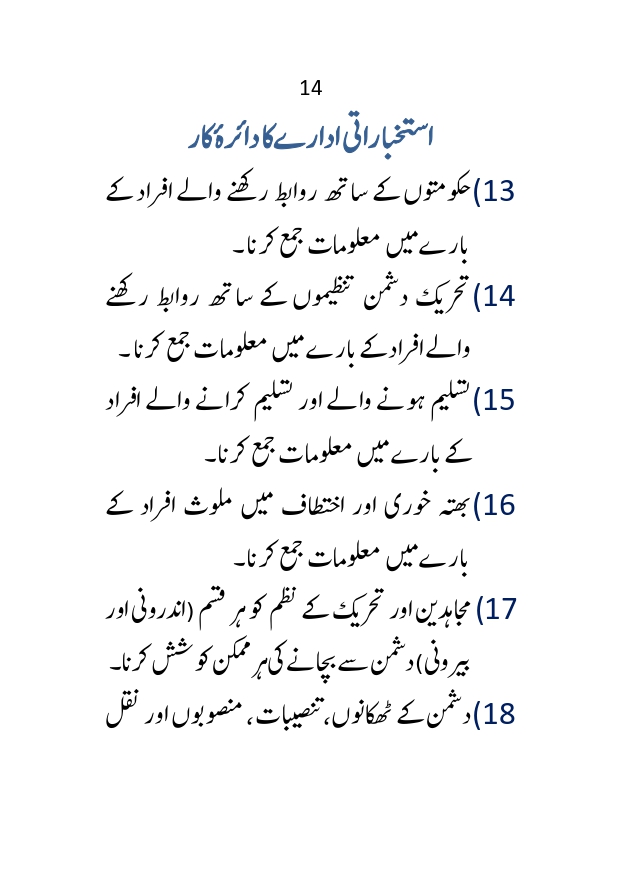 14
استخباراتی ادارے کا دائرۂ کار
13) حکومتوں کے ساتھ روابط رکھنے والے افراد کے
بارے میں معلومات جمع کرنا۔
14) تحریک دشمن تنظیموں کے ساتھ روابط رکھنے
والے افراد کے بارے میں معلومات جمع کرنا۔
15) تسلیم ہونے والے اور تسلیم کرانے والے افراد
کے بارے میں معلومات جمع کرنا۔
16) بھتہ خوری اور اختطاف میں ملوث افراد کے
بارے میں معلومات جمع کرنا۔
17) مجاہدین اور تحریک کے نظم کو ہر قسم (اندرونی اور
بیرونی) دشمن سے بچانے کی ہر ممکن کوشش کرنا۔
18) دشمن کے ٹھکانوں، تنصیبات، منصوبوں اور نقل